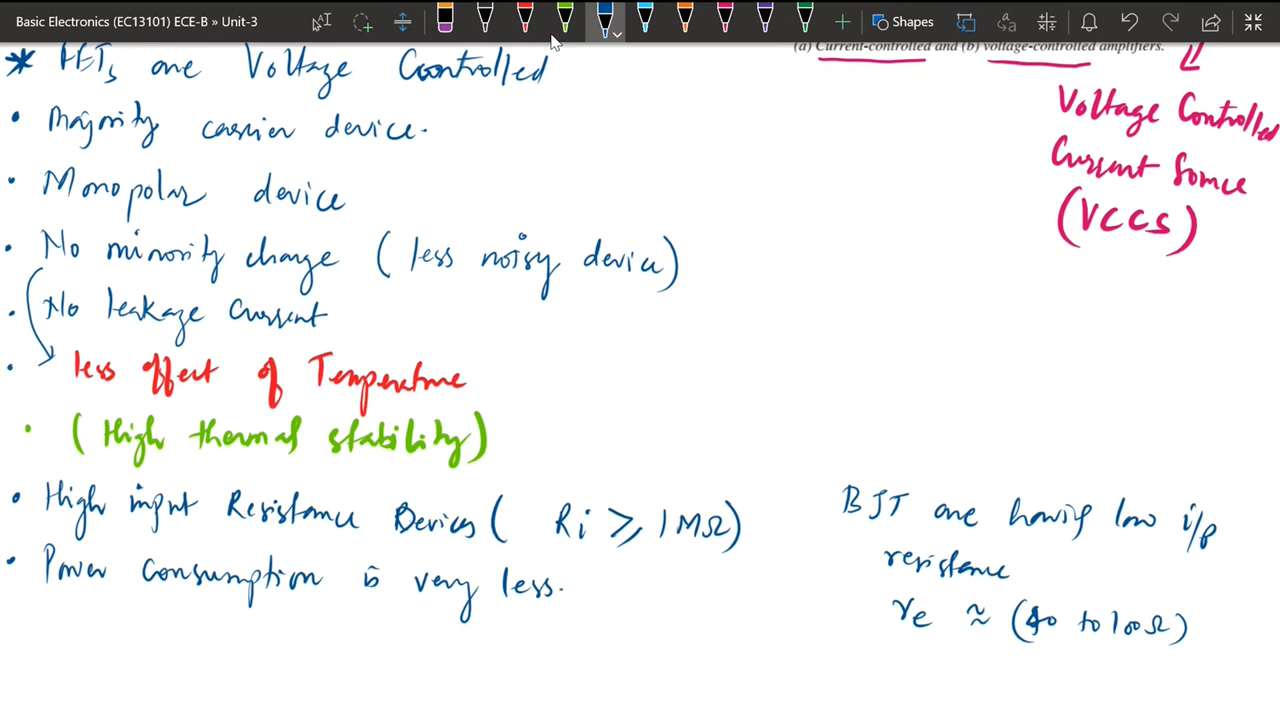 Basic Electronics (EC13101) ECE-B » Unit-3
Shapes
(a) Current-controlled and (b) voltage-controlled amplifiers.
* FETs are Voltage Controlled
• Majority carrier device.
• Monopolar device
• No minority charge (less noisy device)
• No leakage current
• less effect of Temperature
• (High thermal stability)
• High input Resistance Devices ( Ri ≥ 1MΩ)
• Power consumption is very less.
Voltage Controlled
Current Source
(VCCS)
BJT are having low i/p
resistance
re ≈ (10 to 100Ω)